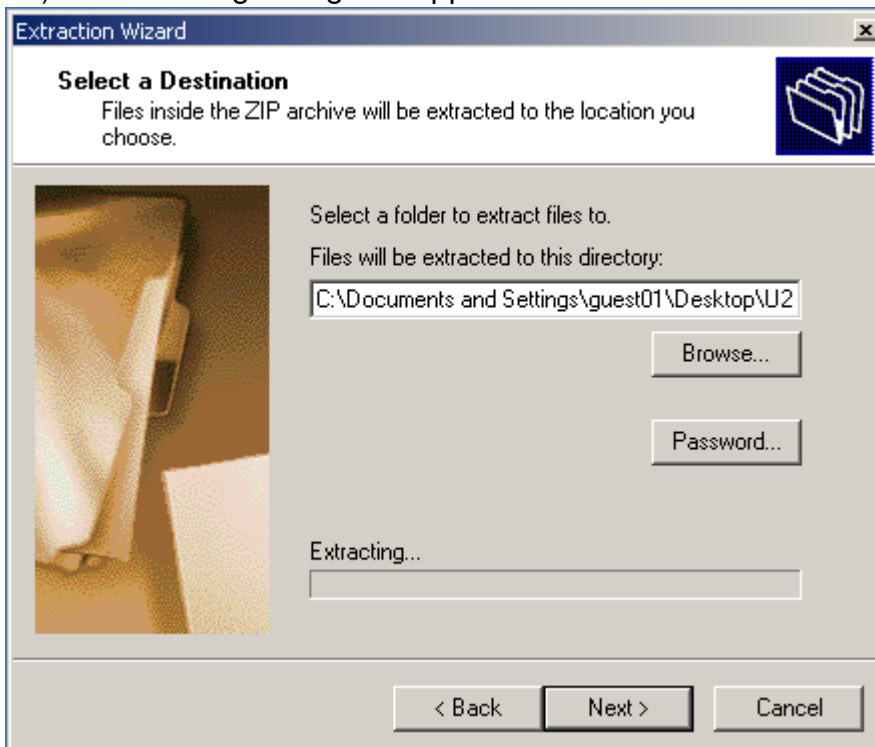 Extraction Wizard
Select a Destination
Files inside the ZIP archive will be extracted to the location you
choose.
Select a folder to extract files to.
Files will be extracted to this directory:
C:\Documents and Settings\guest01\Desktop\U2
Browse...
Password...
Extracting...
< Back
Next >
Cancel